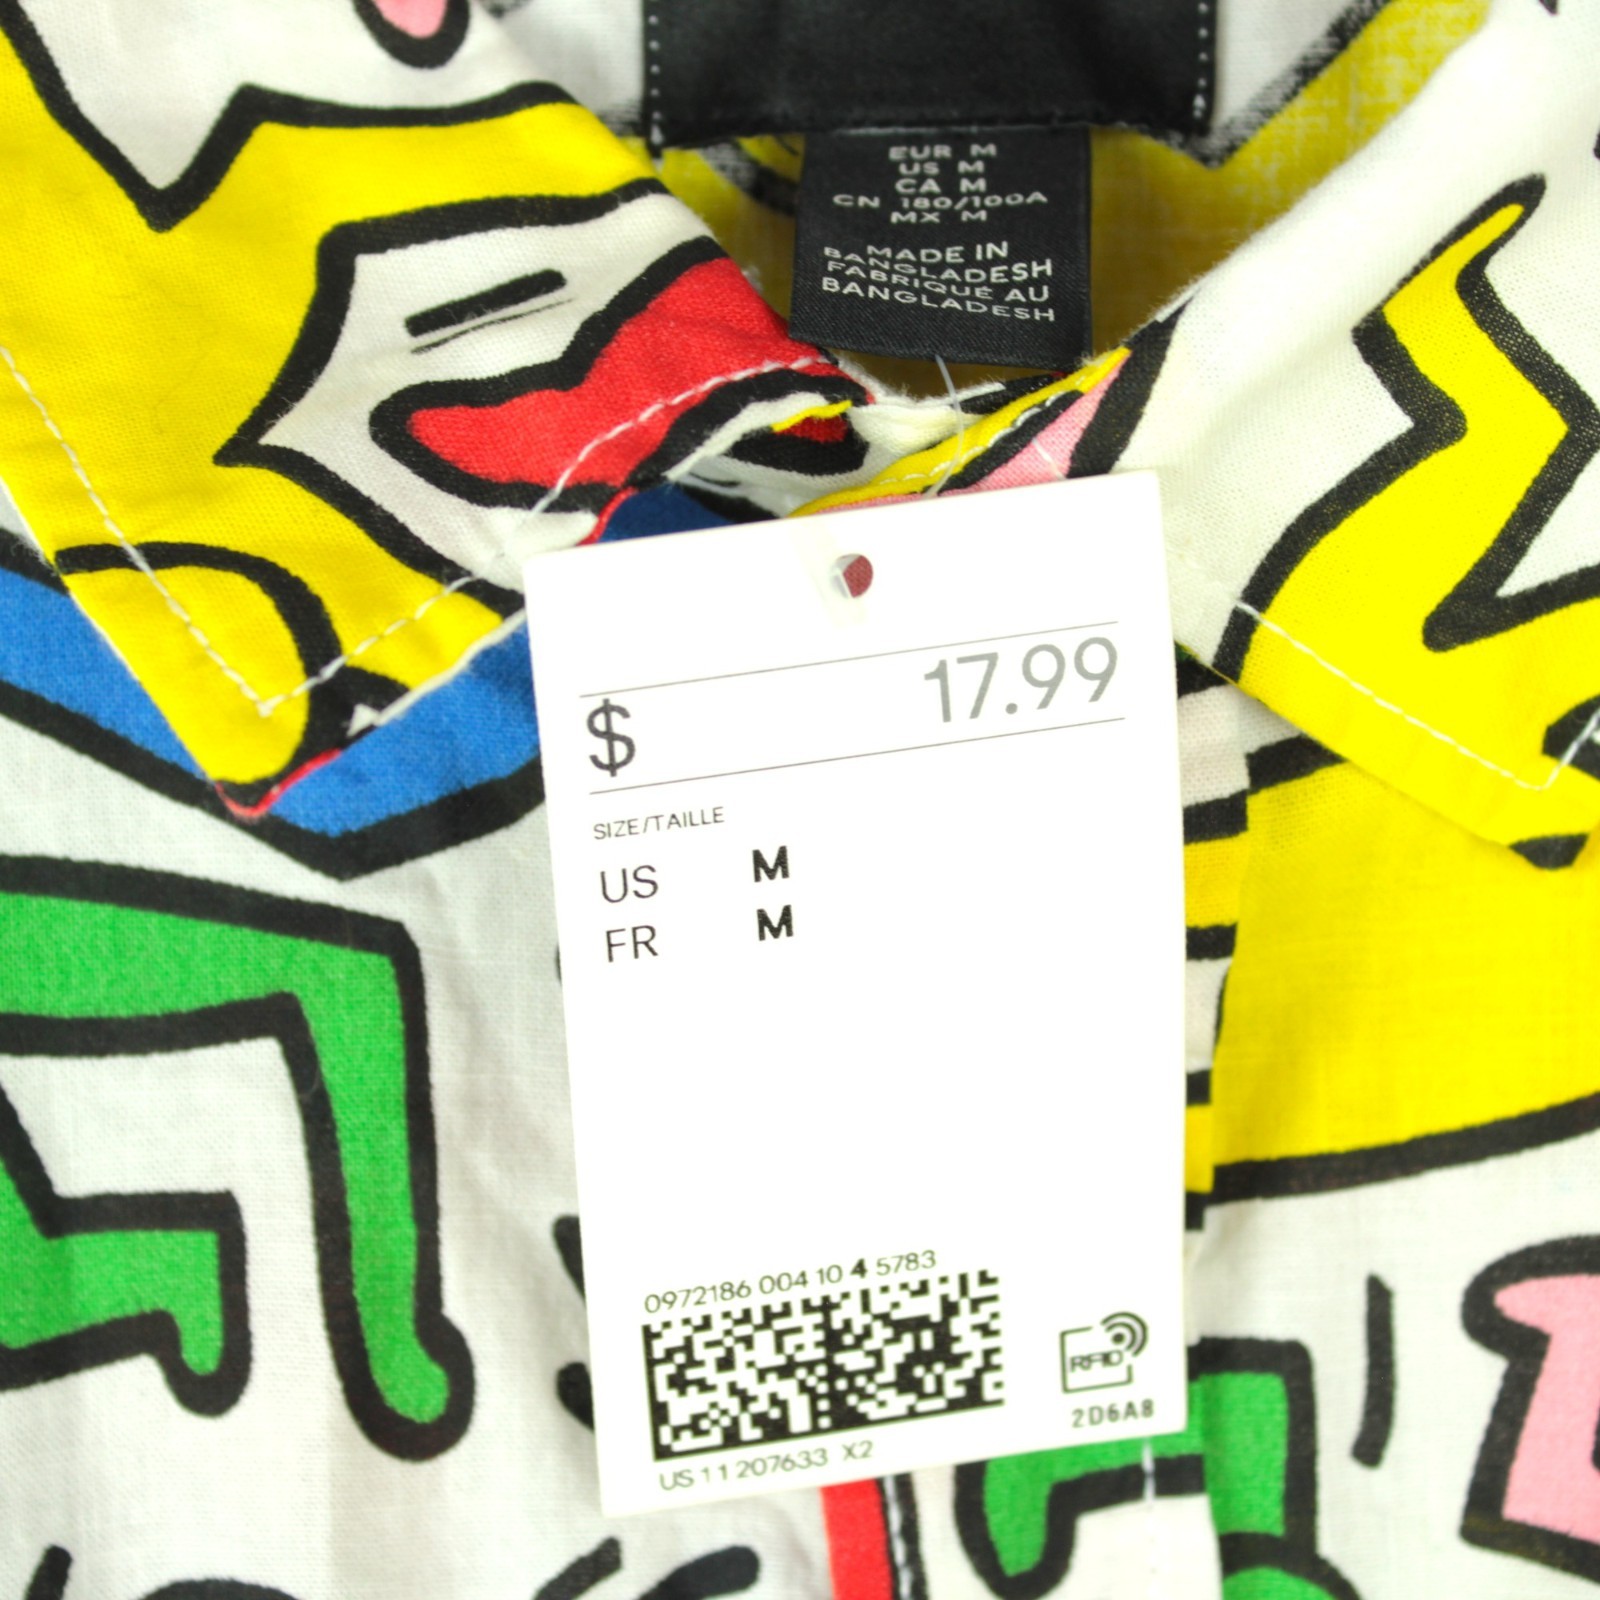 EUR M
US M
CA M
CN 180/100A
MX M
MADE IN
BANGLADESH
FABRIQUÉ AU
BANGLADESH
$ 17.99
SIZE/TAILLE
US M
FR M
0972186 004 10 4 5783
RFID
2D6A8
US 11 207633 X2